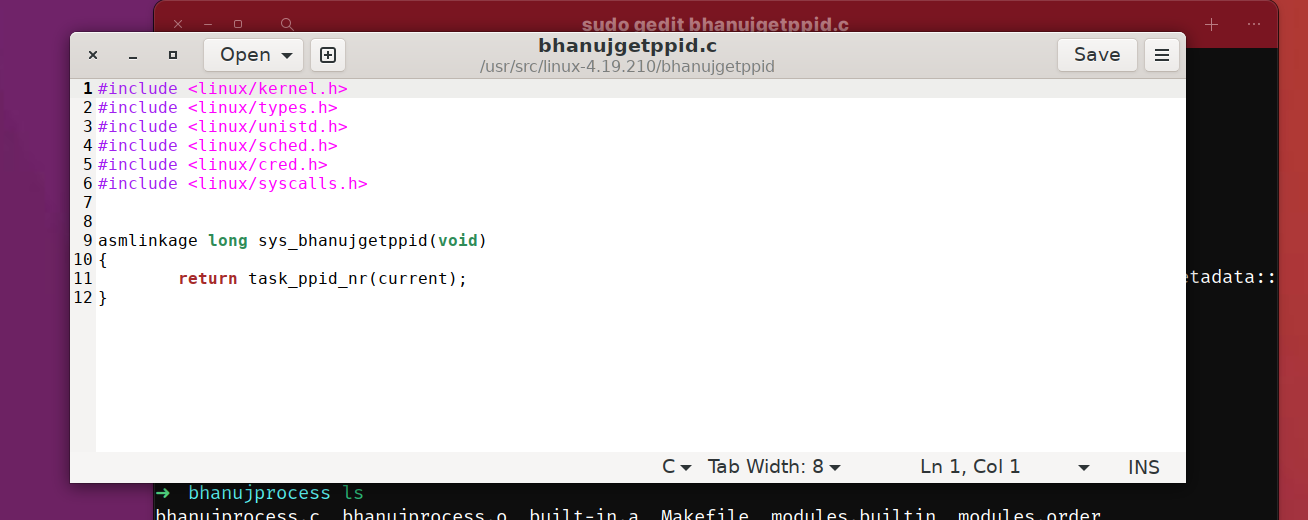 sudo gedit bhanujgetppid.c
Open
bhanujgetppid.c
/usr/src/linux-4.19.210/bhanujgetppid
Save
1 #include <linux/kernel.h>
2 #include <linux/types.h>
3 #include <linux/unistd.h>
4 #include <linux/sched.h>
5 #include <linux/cred.h>
6 #include <linux/syscalls.h>
7
8
9 asmlinkage long sys_bhanujgetppid(void)
10 {
11         return task_ppid_nr(current);
12 }
etadata::
C Tab Width: 8 Ln 1, Col 1 INS
➜ bhanujprocess ls
bhanujprocess.c bhanujprocess.o built-in.a Makefile modules.builtin modules.order